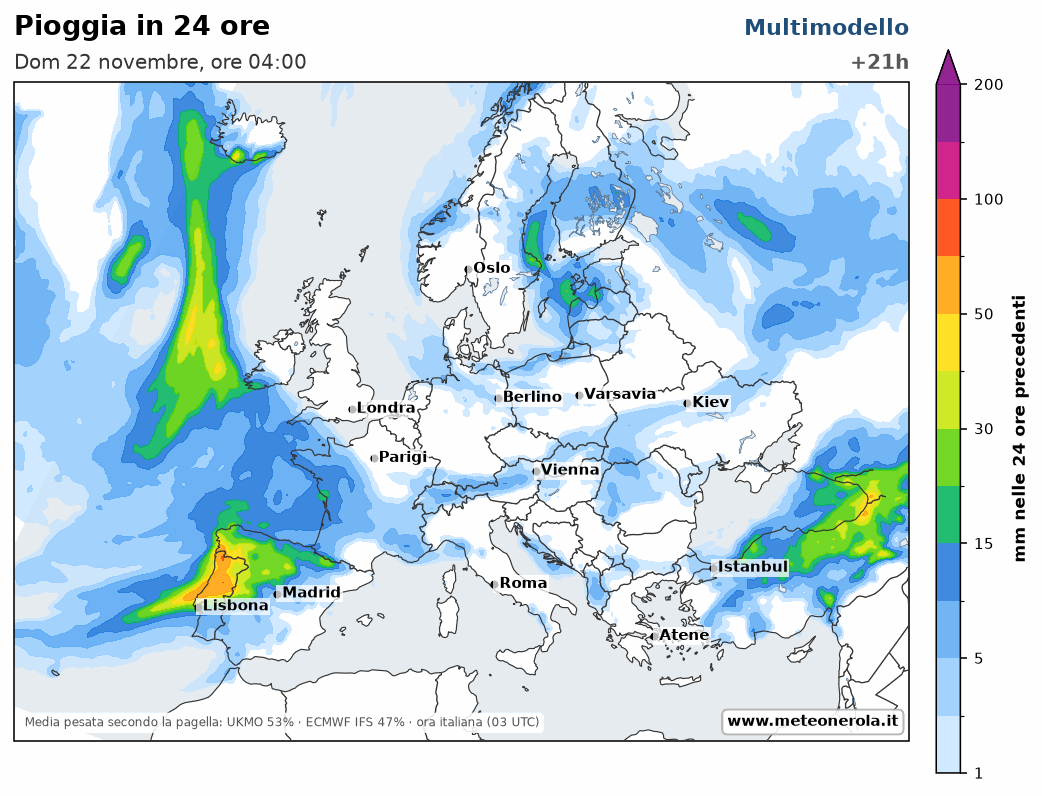 Pioggia in 24 ore
Multimodello
Dom 22 novembre, ore 04:00
+21h
200
100
50
30
15
5
1
mm nelle 24 ore precedenti
Oslo
Londra
Berlino
Varsavia
Kiev
Parigi
Vienna
Istanbul
Roma
Madrid
Lisbona
Atene
Media pesata secondo la pagella: UKMO 53% · ECMWF IFS 47% · ora italiana (03 UTC)
www.meteonerola.it